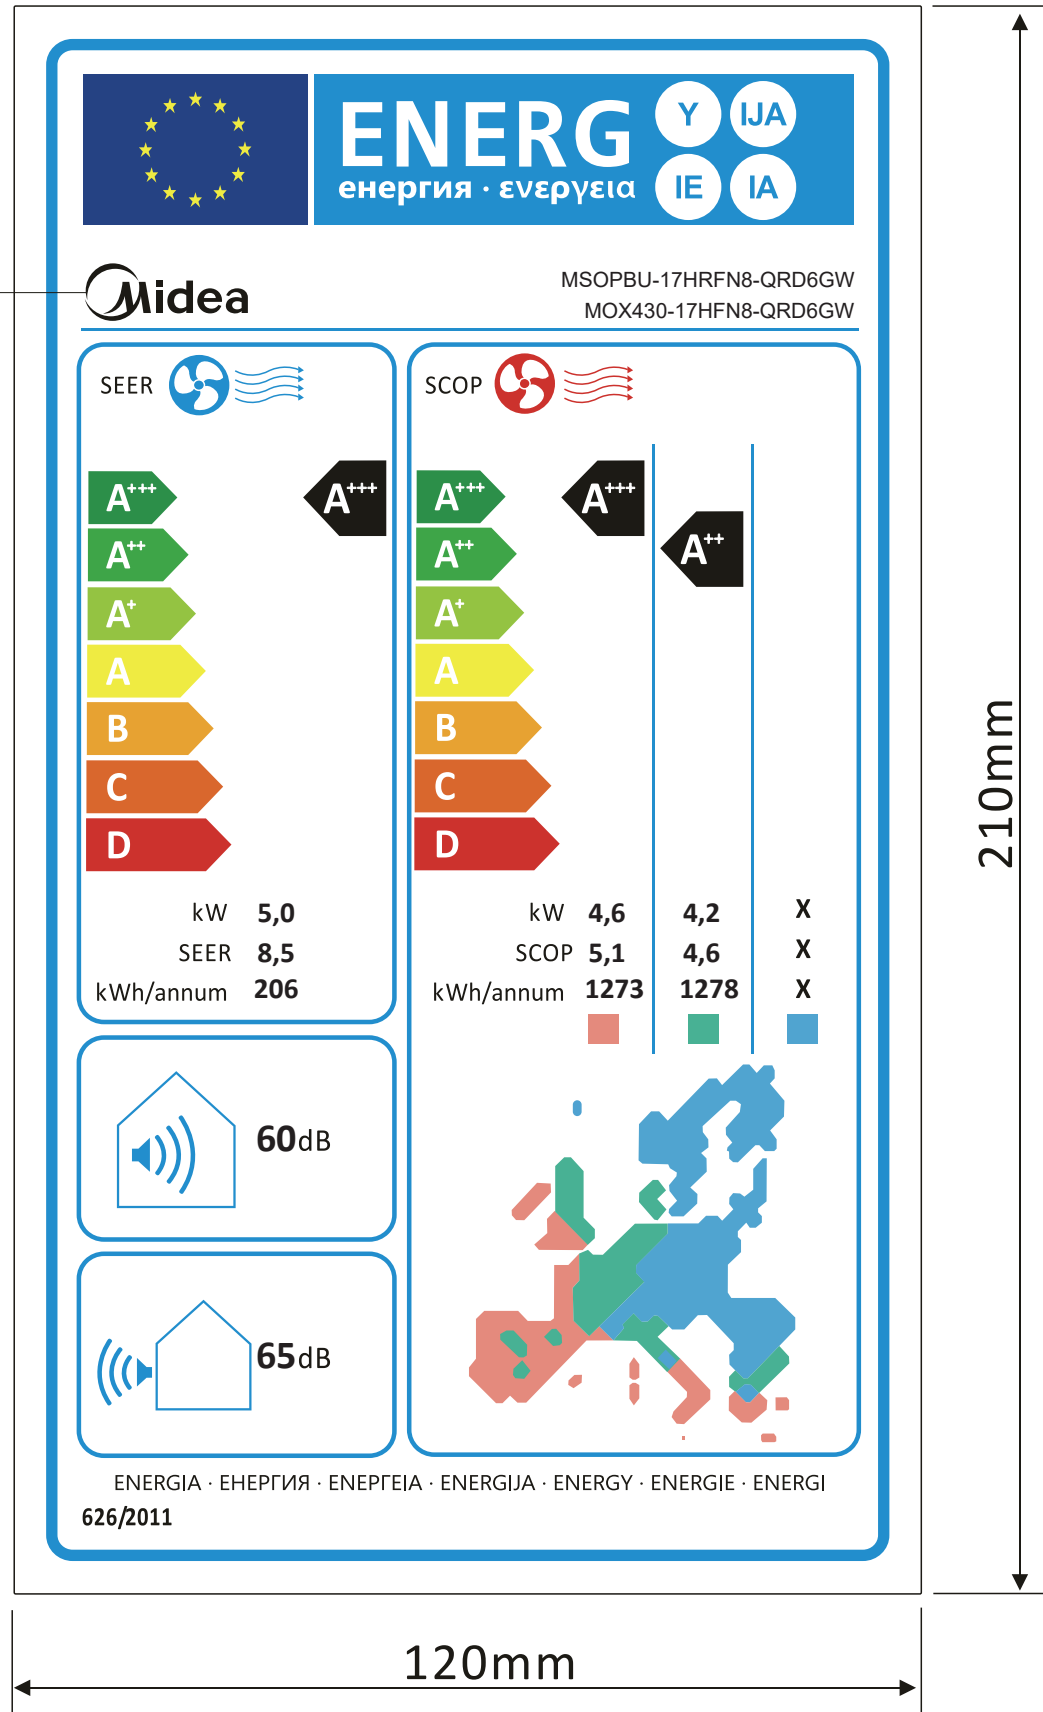 ENERG
енергия · ενεργεια
Y
IJA
IE
IA
Midea
MSOPBU-17HRFN8-QRD6GW
MOX430-17HFN8-QRD6GW
SEER
A+++
A++
A+
A
B
C
D
A+++
kW 5,0
SEER 8,5
kWh/annum 206
SCOP
A+++
A++
A+
A
B
C
D
A+++
A++
kW 4,6 4,2 X
SCOP 5,1 4,6 X
kWh/annum 1273 1278 X
60dB
65dB
ENERGIA · ЕНЕРГИЯ · ΕΝΕΡΓΕΙΑ · ENERGIJA · ENERGY · ENERGIE · ENERGI
626/2011
210mm
120mm